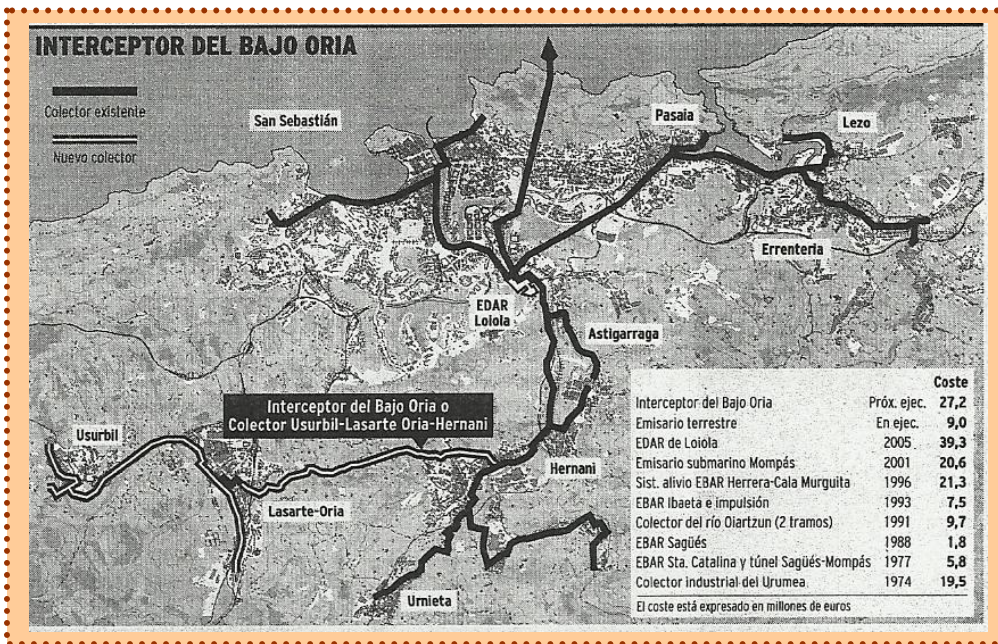 INTERCEPTOR DEL BAJO ORIA
Colector existente
Nuevo colector
San Sebastián
Pasaia
Lezo
Errenteria
EDAR
Loiola
Astigarraga
Interceptor del Bajo Oria o
Colector Usurbil-Lasarte Oria-Hernani
Usurbil
Lasarte-Oria
Hernani
Urnieta
Coste
Interceptor del Bajo Oria Próx. ejec. 27,2
Emisario terrestre En ejec. 9,0
EDAR de Loiola 2005 39,3
Emisario submarino Mompás 2001 20,6
Sist. alivio EBAR Herrera-Cala Murguita 1996 21,3
EBAR Ibaeta e impulsión 1993 7,5
Colector del río Oiartzun (2 tramos) 1991 9,7
EBAR Sagüés 1988 1,8
EBAR Sta. Catalina y túnel Sagüés-Mompás 1977 5,8
Colector industrial del Urumea 1974 19,5
El coste está expresado en millones de euros